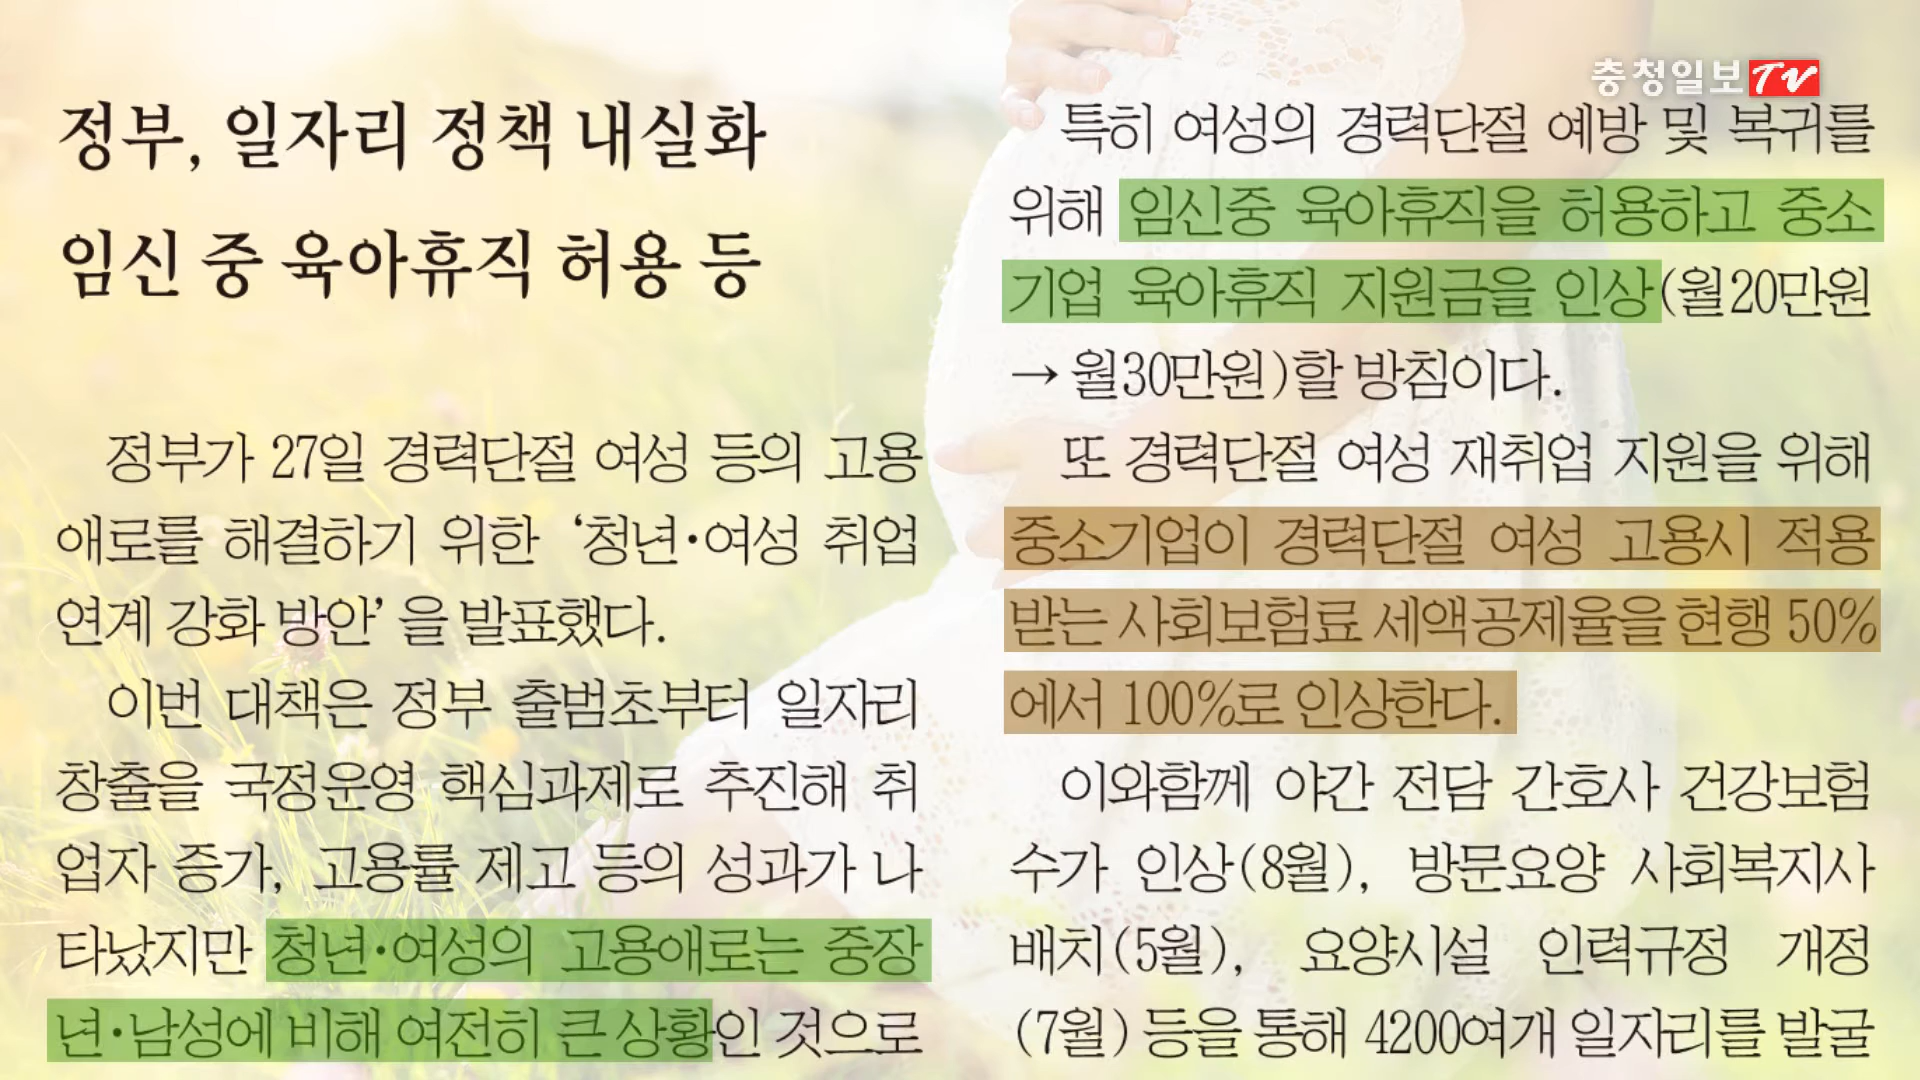 충청일보TV
정부, 일자리 정책 내실화
임신 중 육아휴직 허용 등
정부가 27일 경력단절 여성 등의 고용
애로를 해결하기 위한 ‘청년·여성 취업
연계 강화 방안’ 을 발표했다.
이번 대책은 정부 출범초부터 일자리
창출을 국정운영 핵심과제로 추진해 취
업자 증가, 고용률 제고 등의 성과가 나
타났지만 청년·여성의 고용애로는 중장
년·남성에 비해 여전히 큰 상황인 것으로
특히 여성의 경력단절 예방 및 복귀를
위해 임신중 육아휴직을 허용하고 중소
기업 육아휴직 지원금을 인상(월20만원
→ 월30만원)할 방침이다.
또 경력단절 여성 재취업 지원을 위해
중소기업이 경력단절 여성 고용시 적용
받는 사회보험료 세액공제율을 현행 50%
에서 100%로 인상한다.
이와함께 야간 전담 간호사 건강보험
수가 인상(8월), 방문요양 사회복지사
배치(5월), 요양시설 인력규정 개정
(7월) 등을 통해 4200여개 일자리를 발굴